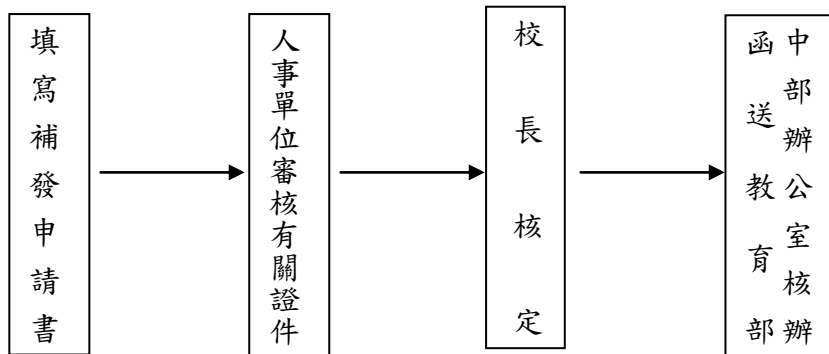 填寫補發申請書
人事單位審核有關證件
校長核定
函送教育部
中部辦公室核辦